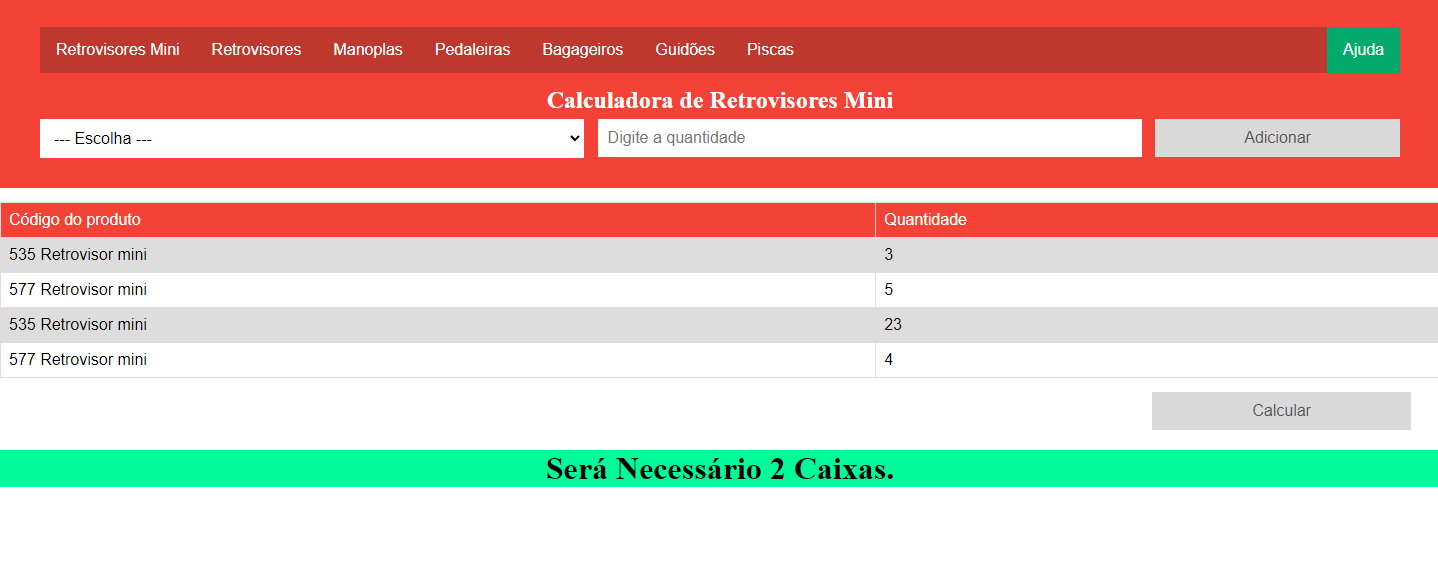 Retrovisores Mini Retrovisores Manoplas Pedaleiras Bagageiros Guidões Piscas Ajuda
Calculadora de Retrovisores Mini
--- Escolha --- Digite a quantidade Adicionar
Código do produto Quantidade
535 Retrovisor mini 3
577 Retrovisor mini 5
535 Retrovisor mini 23
577 Retrovisor mini 4
Calcular
Será Necessário 2 Caixas.